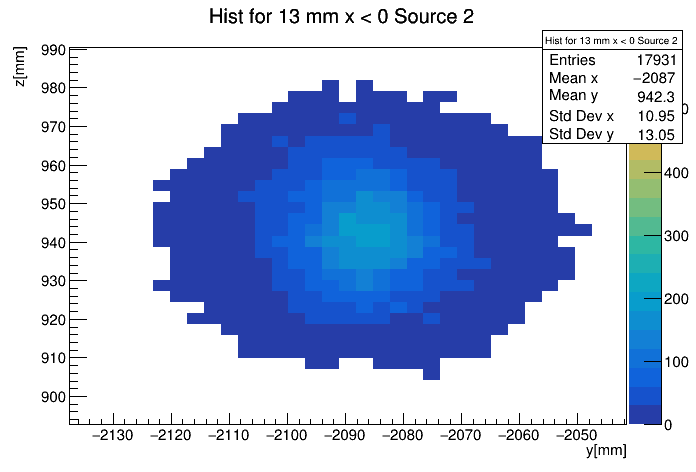 Hist for 13 mm x < 0 Source 2
z[mm]
990
980
970
960
950
940
930
920
910
900
Hist for 13 mm x < 0 Source 2
Entries 17931
Mean x −2087
Mean y 942.3
Std Dev x 10.95
Std Dev y 13.05
0
400
300
200
100
0
−2130 −2120 −2110 −2100 −2090 −2080 −2070 −2060 −2050
y[mm]